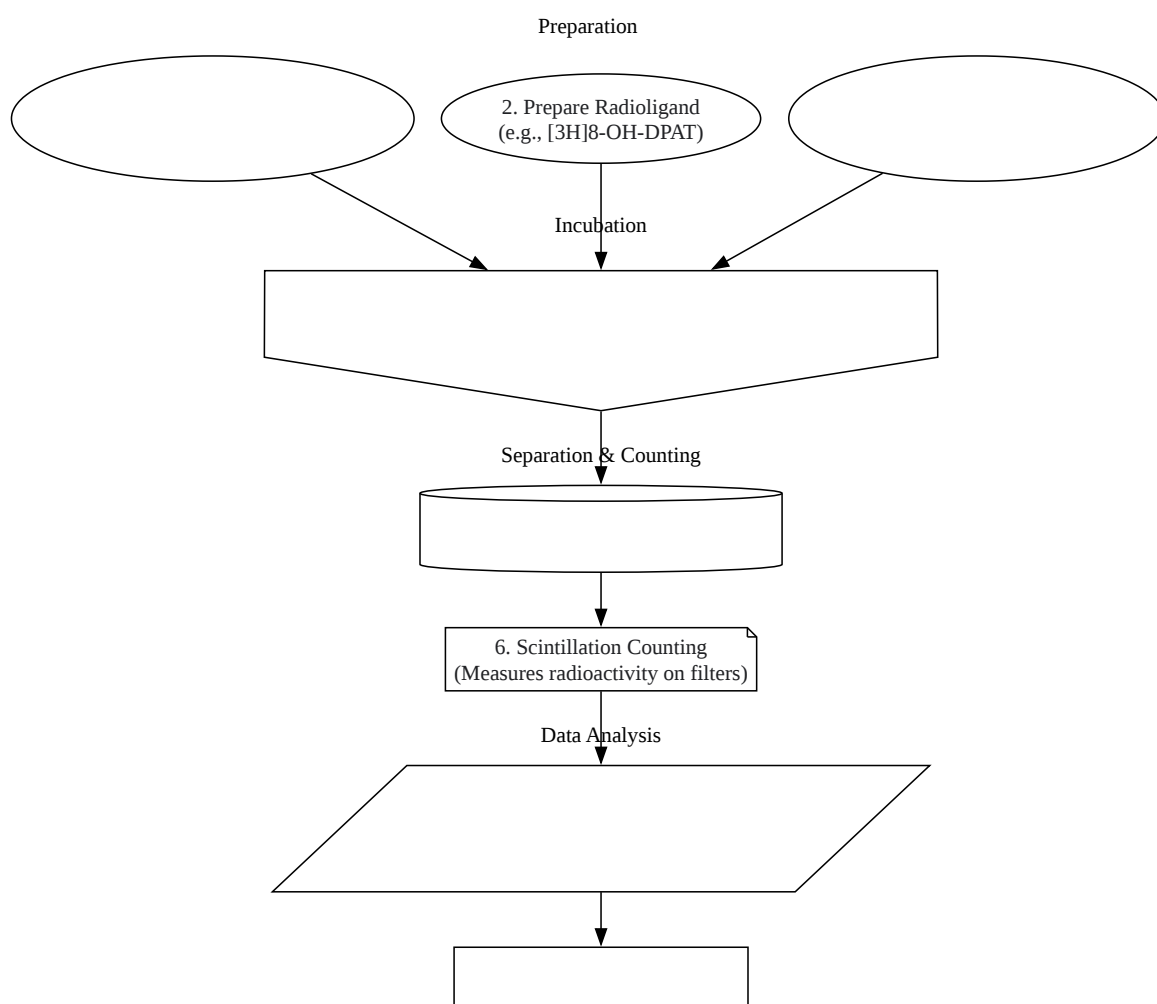 Preparation
2. Prepare Radioligand
(e.g., [3H]8-OH-DPAT)
Incubation
Separation & Counting
6. Scintillation Counting
(Measures radioactivity on filters)
Data Analysis